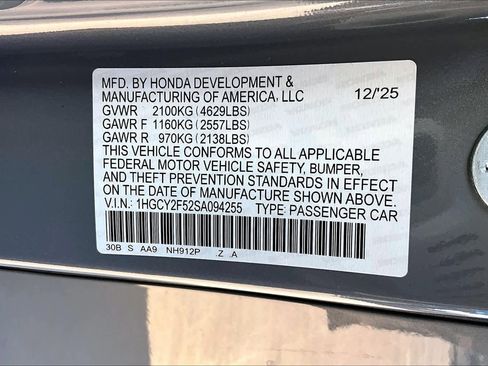 MFD. BY HONDA DEVELOPMENT &
MANUFACTURING OF AMERICA, LLC 12/'25
GVWR 2100KG (4629LBS)
GAWR F 1160KG (2557LBS)
GAWR R 970KG (2138LBS)
THIS VEHICLE CONFORMS TO ALL APPLICABLE
FEDERAL MOTOR VEHICLE SAFETY, BUMPER,
AND THEFT PREVENTION STANDARDS IN EFFECT
ON THE DATE OF MANUFACTURE SHOWN ABOVE.
V.I.N.: 1HGCY2F52SA094255 TYPE: PASSENGER CAR
30B S AA9 NH912P .Z .A